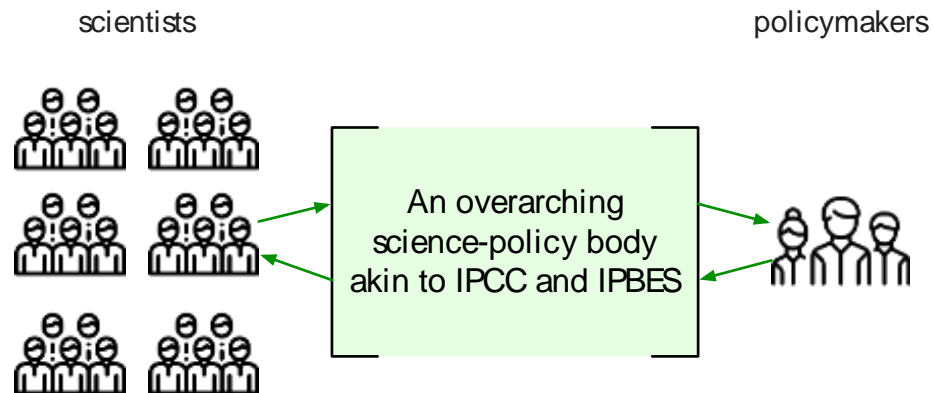 scientists
policymakers
An overarching
science-policy body
akin to IPCC and IPBES